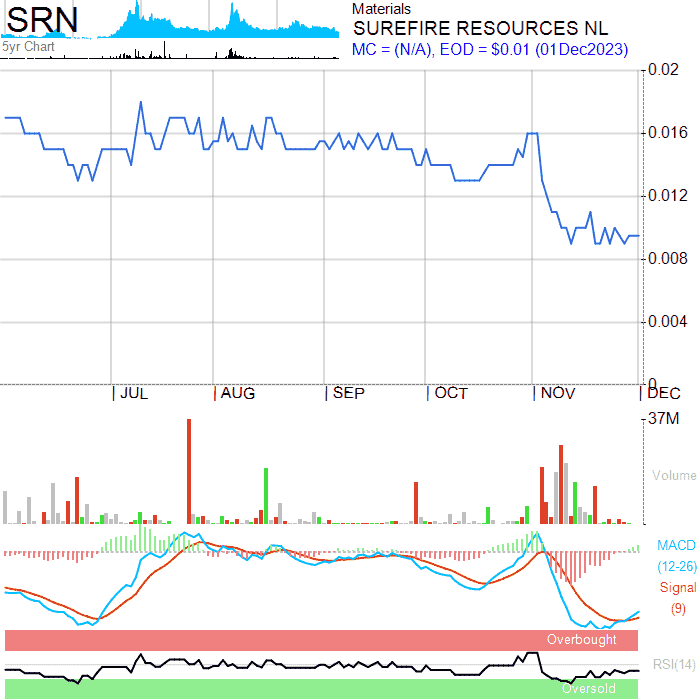 SRN
Materials
SUREFIRE RESOURCES NL
MC = (N/A), EOD = $0.01 (01Dec2023)
5yr Chart
0.02
0.016
0.012
0.008
0.004
0
JUL AUG SEP OCT NOV DEC
37M
Volume
MACD
(12-26)
Signal
(9)
Overbought
RSI(14)
Oversold